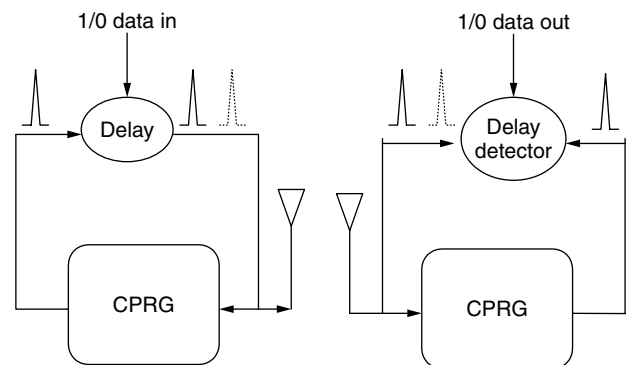 1/0 data in
1/0 data out
Delay
Delay
detector
CPRG
CPRG